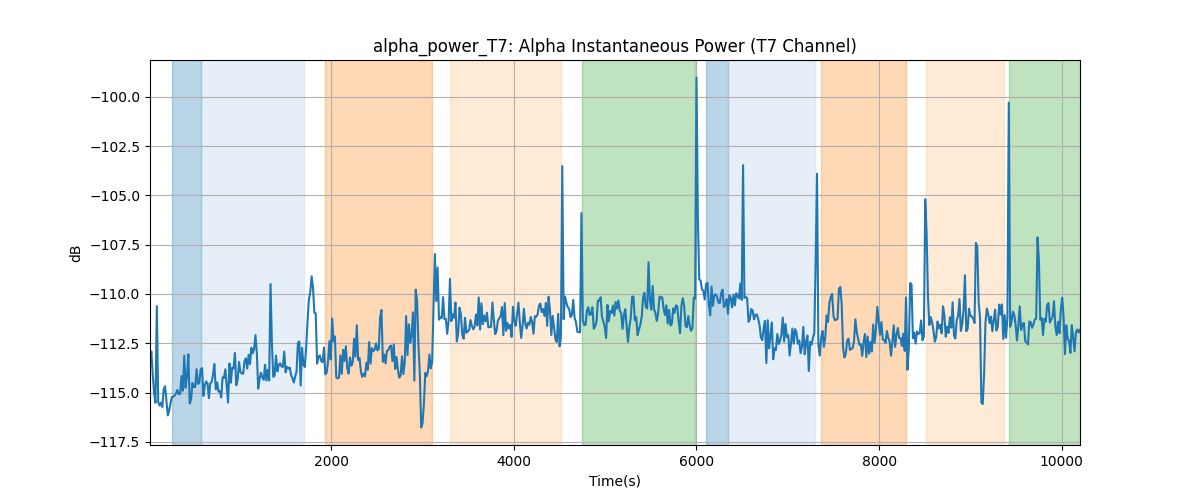 alpha_power_T7: Alpha Instantaneous Power (T7 Channel)
dB
−100.0
−102.5
−105.0
−107.5
−110.0
−112.5
−115.0
−117.5
2000 4000 6000 8000 10000
Time(s)